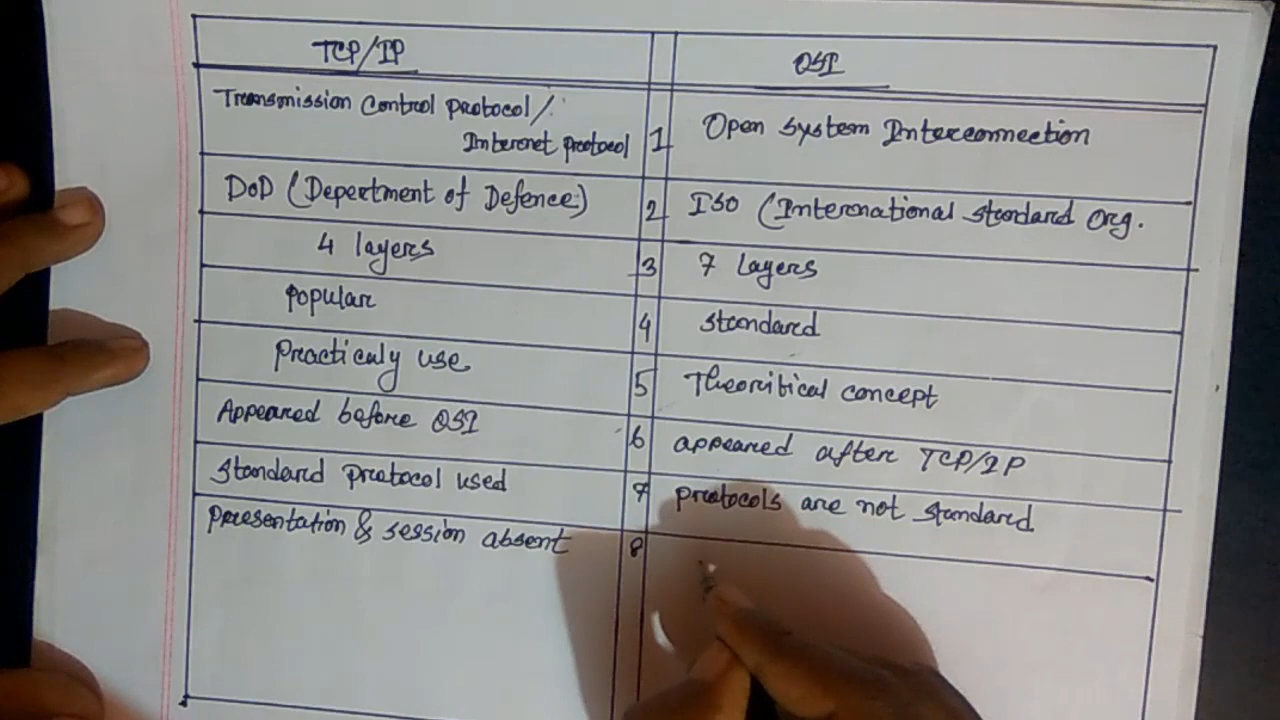 TCP/IP
OSI
Transmission Control Protocol /
Internet protocol
1
Open System Interconnection
DOD (Depertment of Defence)
2
ISO (International Standard Org.
4 layers
3
7 Layers
Popular
4
Standard
Practicaly use
5
Theoritical concept
Appeared before OSI
6
appeared after TCP/IP
Standard protocol used
7
protocols are not standard
Presentation & session absent
8